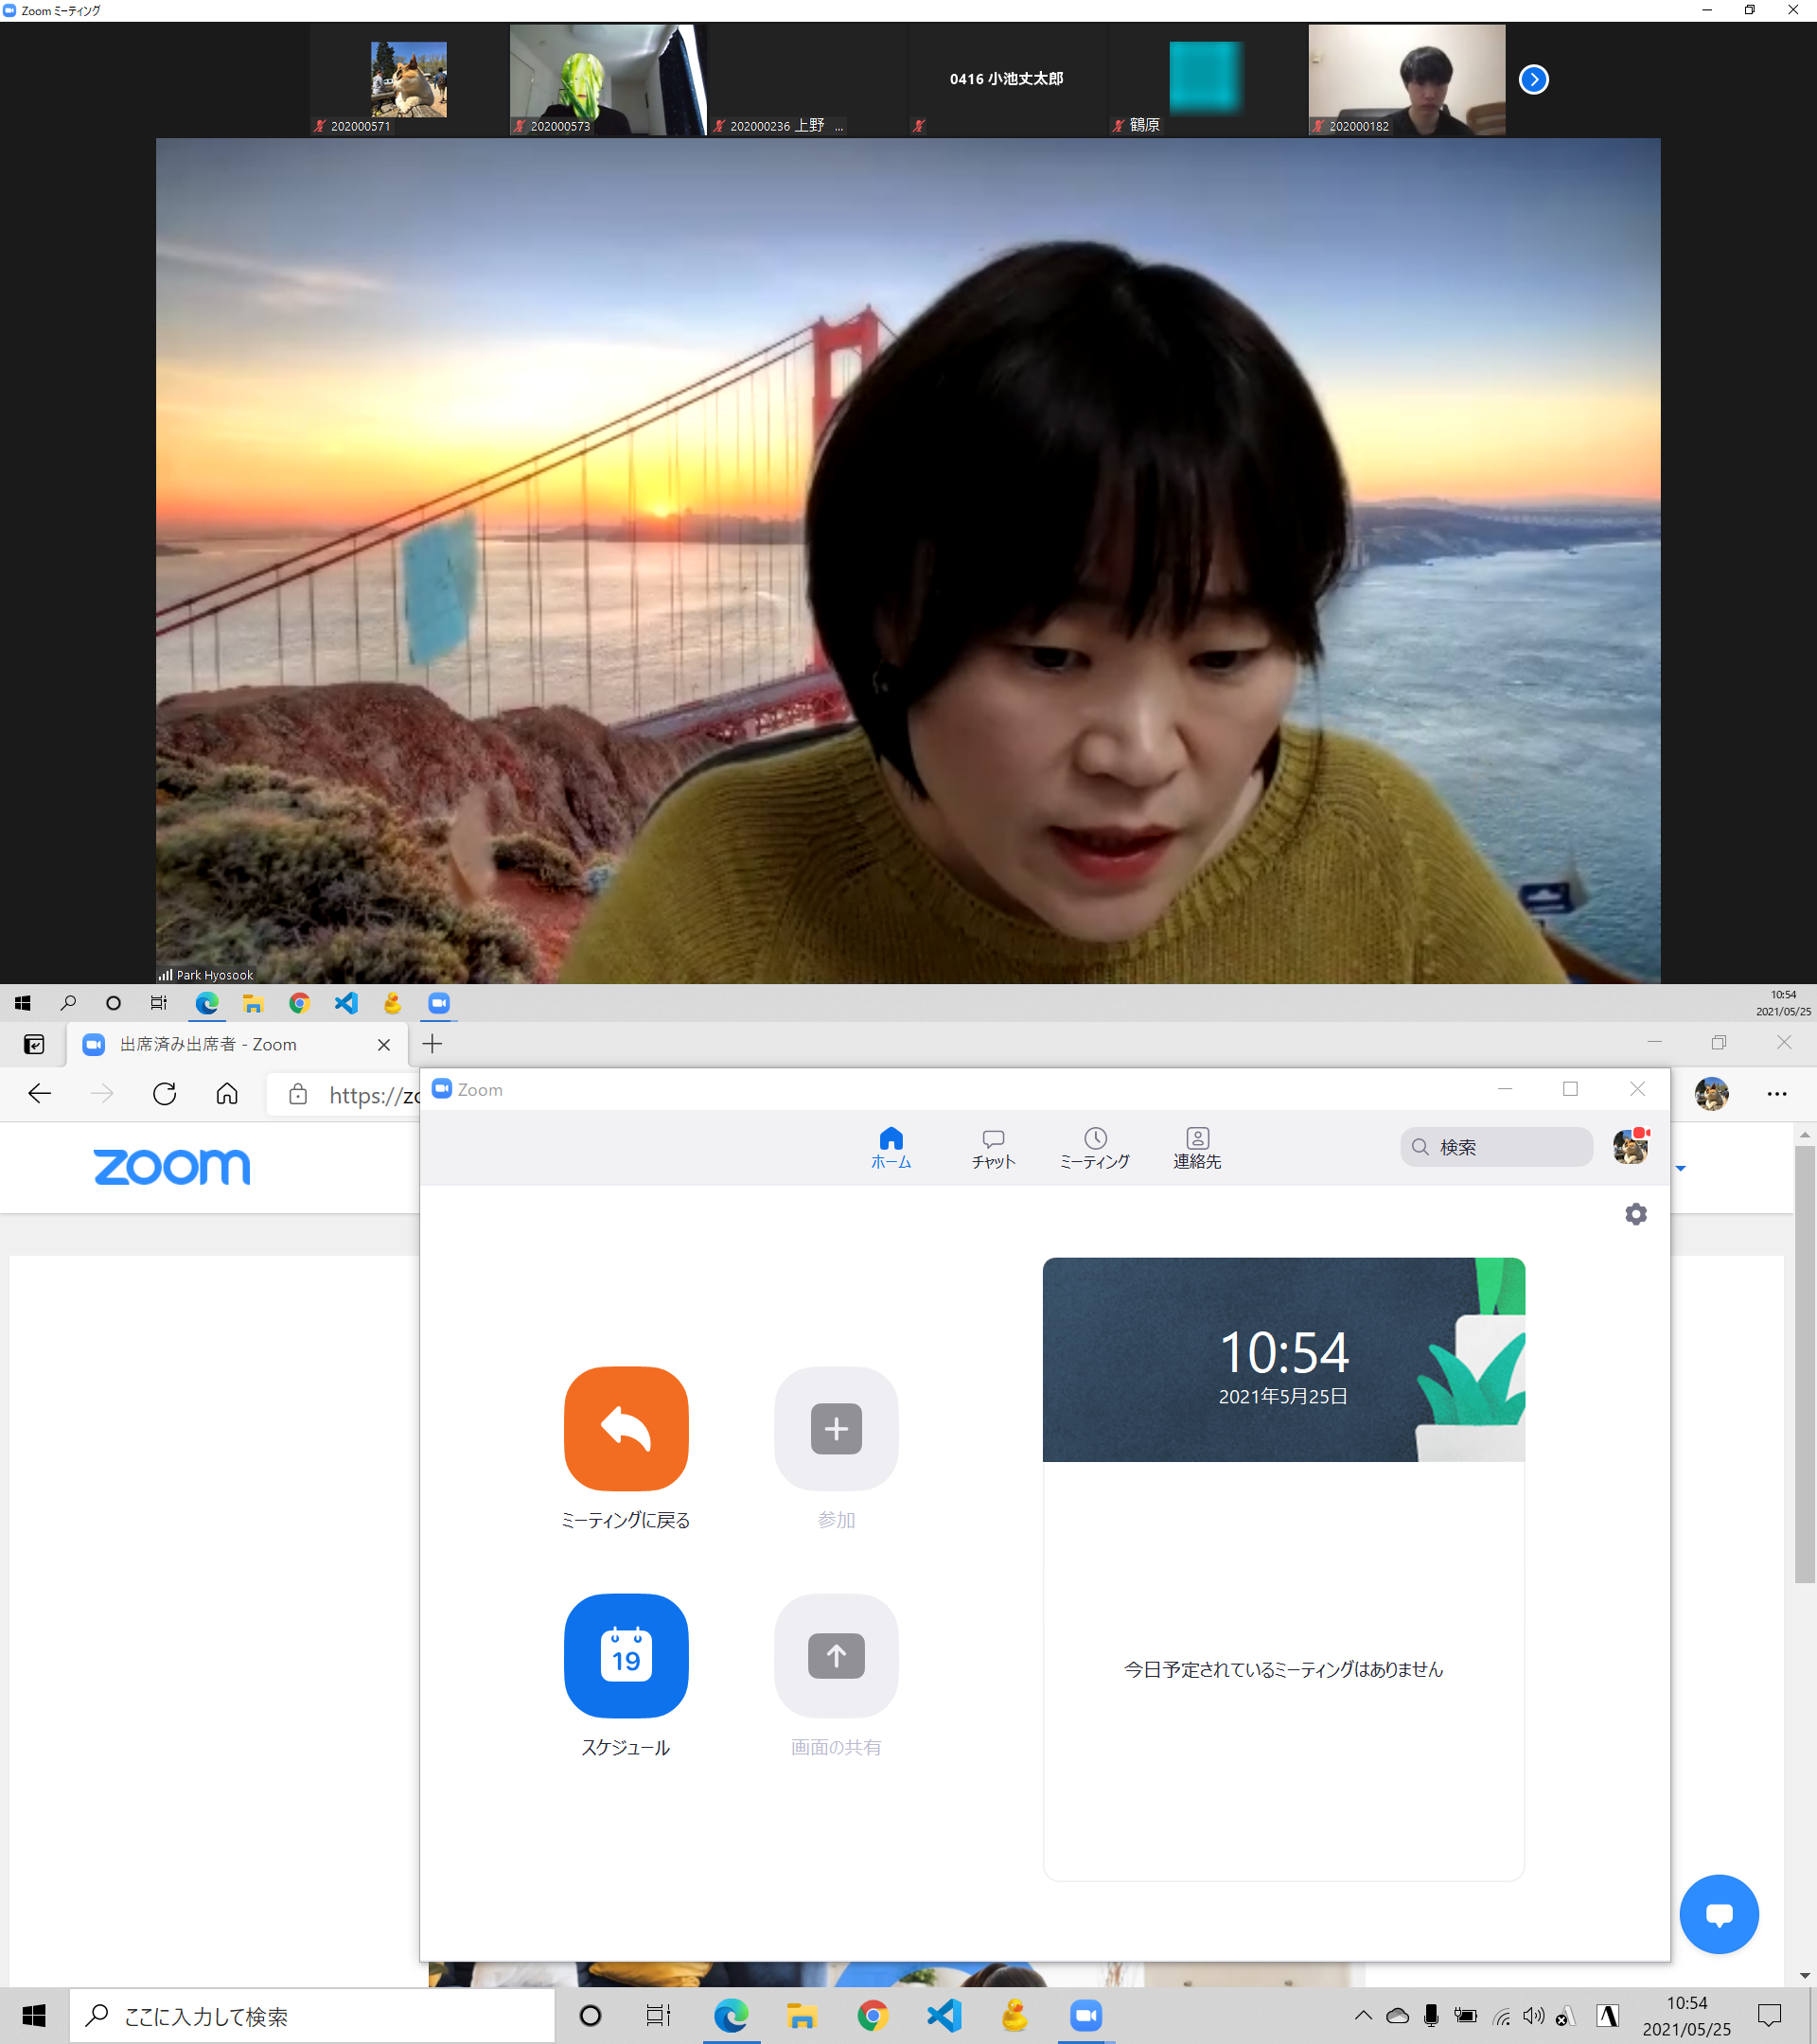 Zoom ミーティング
202000571
202000573
202000236 上野 ...
0416 小池丈太郎
鶴原
202000182
Park Hyosook
10:54
2021/05/25
出席済み出席者 - Zoom
https://zo
Zoom
zoom
ホーム
チャット
ミーティング
連絡先
検索
10:54
2021年5月25日
ミーティングに戻る
参加
19
スケジュール
画面の共有
今日予定されているミーティングはありません
ここに入力して検索
A
10:54
2021/05/25